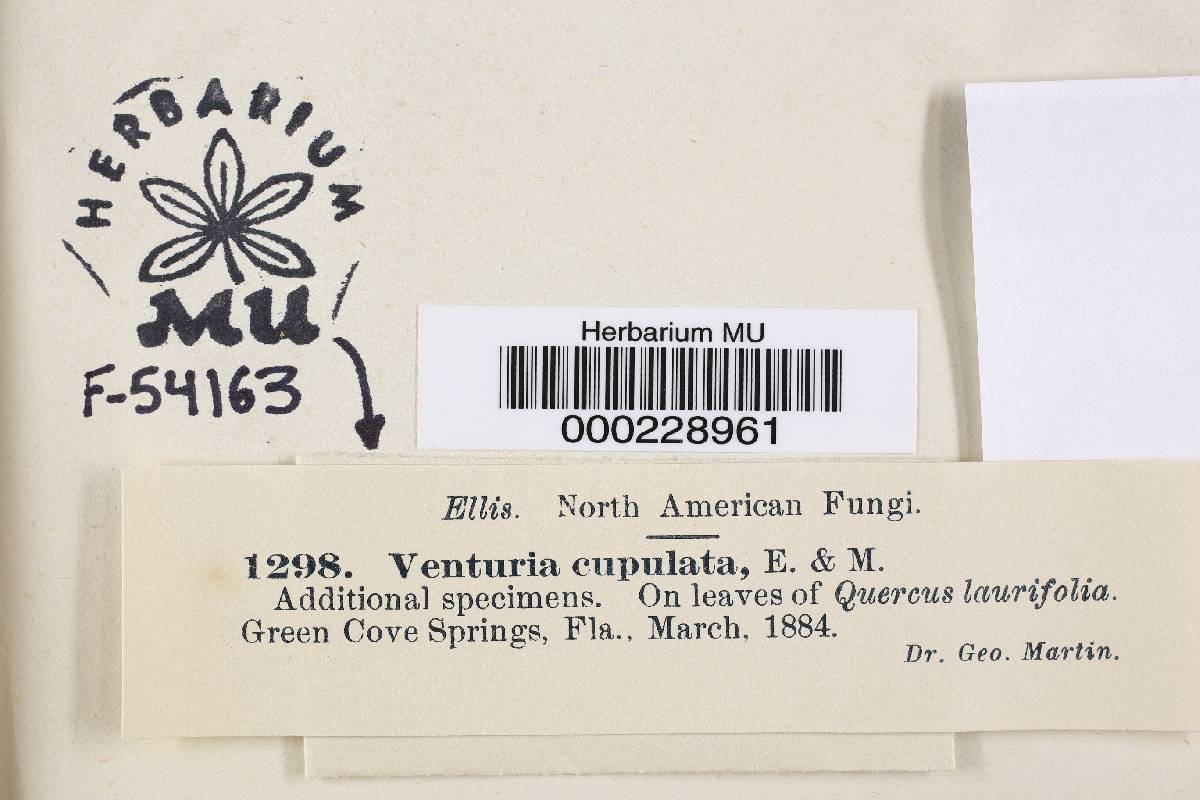 HERBARIUM
MU
F-54163
Herbarium MU
000228961
Ellis. North American Fungi.
1298. Venturia cupulata, E. & M.
Additional specimens. On leaves of Quercus laurifolia.
Green Cove Springs, Fla., March, 1884.
Dr. Geo. Martin.